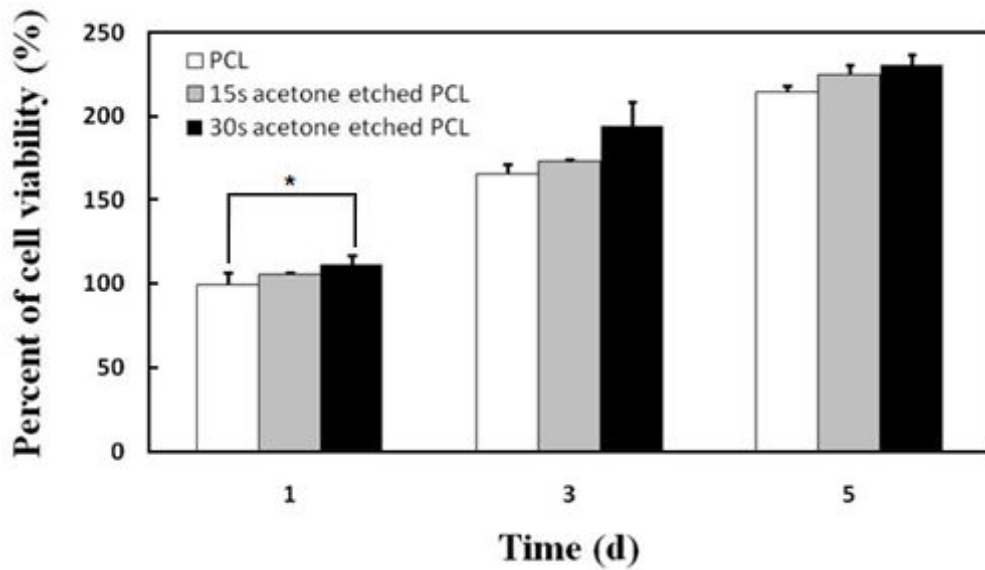 Percent of cell viability (%)
250
200
150
100
50
0
PCL
15s acetone etched PCL
30s acetone etched PCL
*
1 3 5
Time (d)